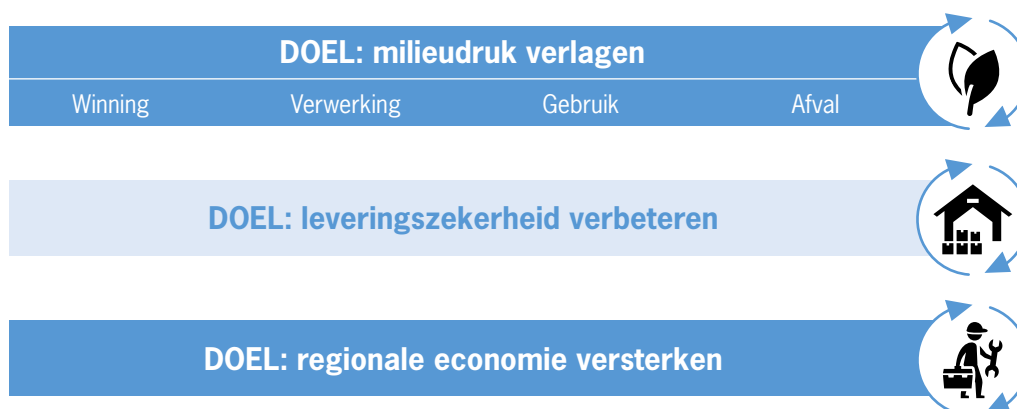 DOEL: milieudruk verlagen
Winning Verwerking Gebruik Afval
DOEL: leveringszekerheid verbeteren
DOEL: regionale economie versterken